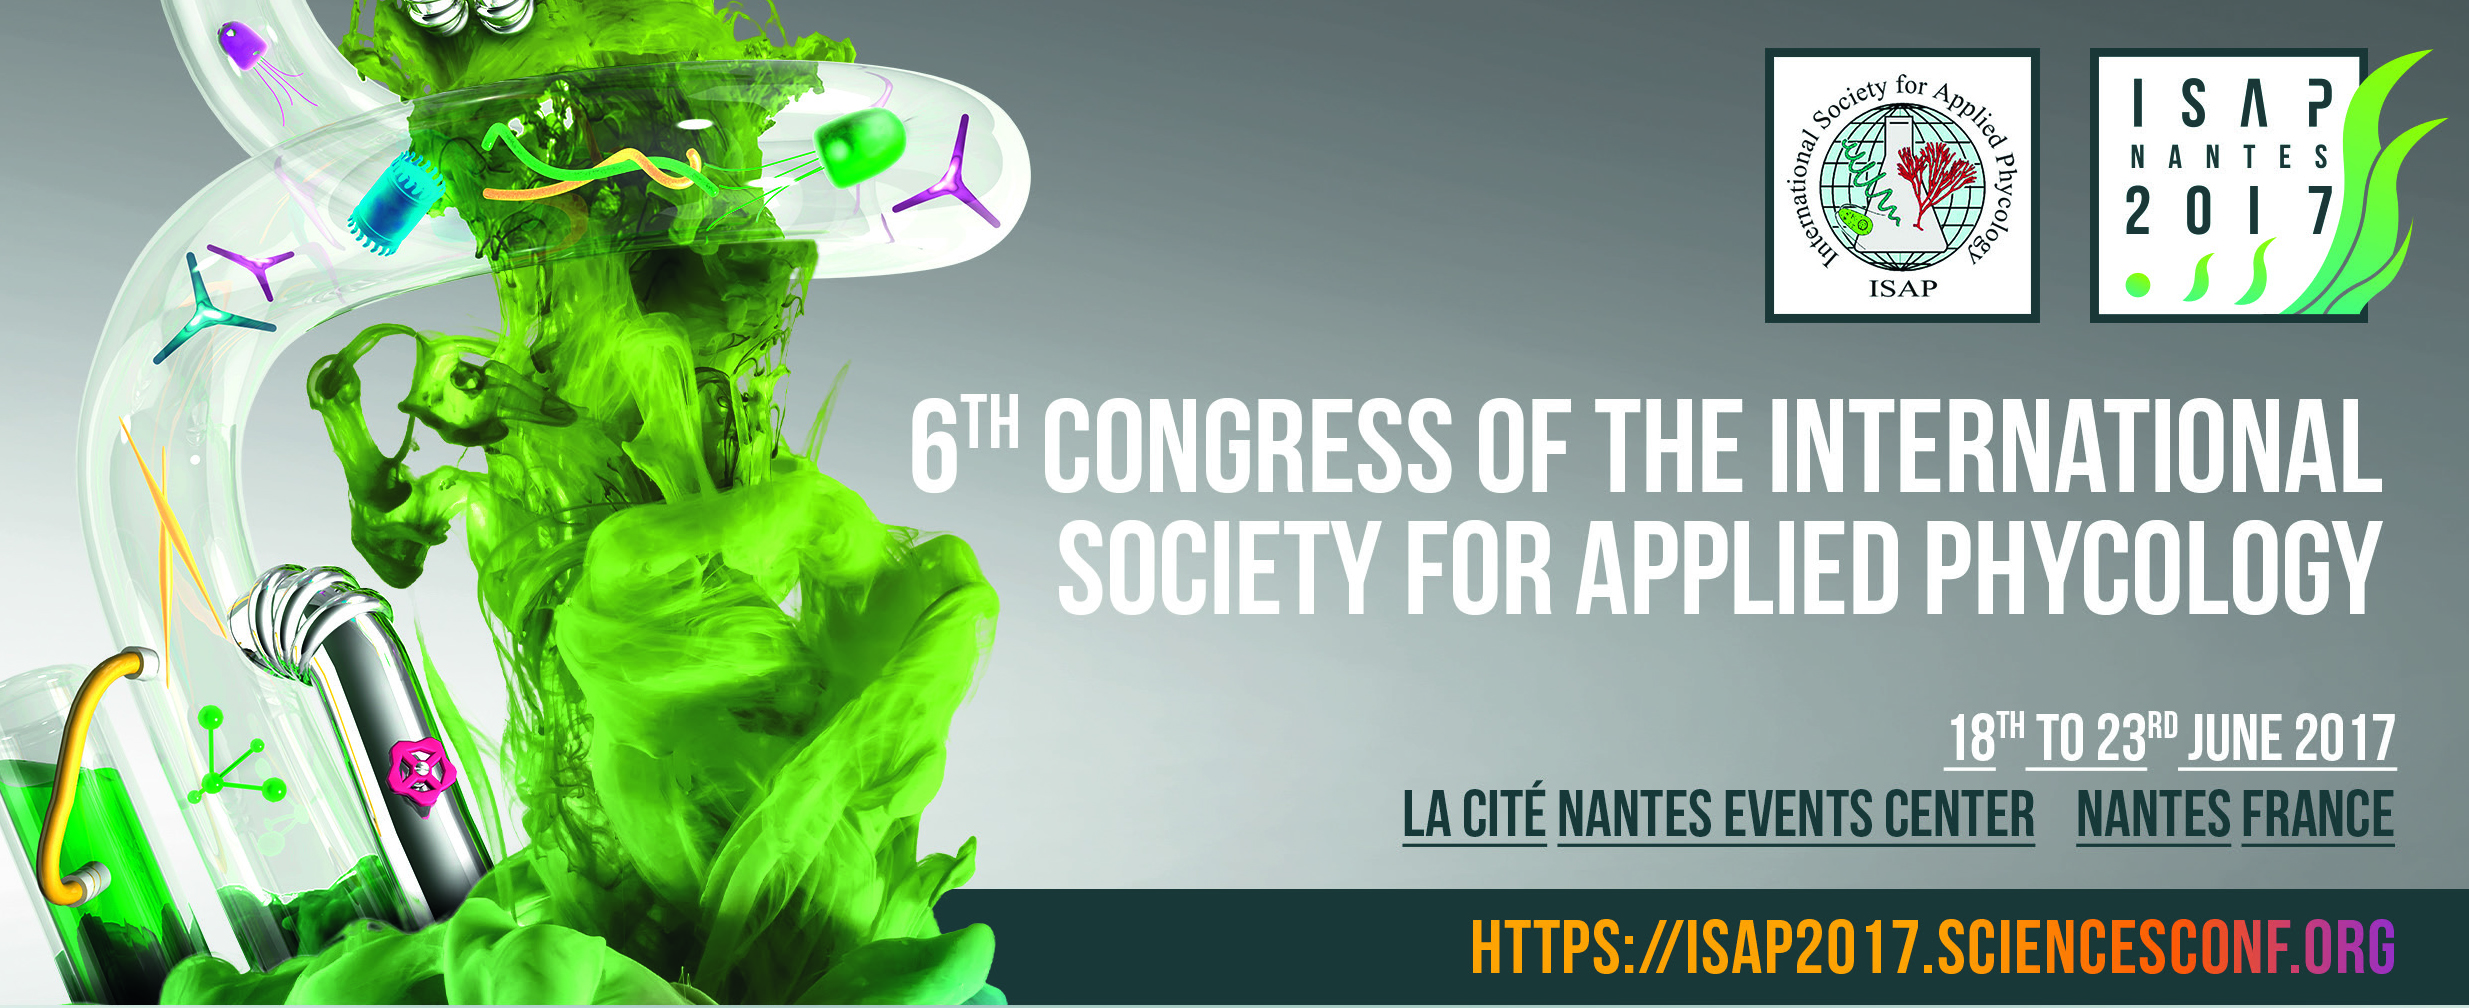 International Society for Applied Phycology
ISAP
ISAP
NANTES
2017
6TH CONGRESS OF THE INTERNATIONAL
SOCIETY FOR APPLIED PHYCOLOGY
18TH TO 23RD JUNE 2017
LA CITÉ NANTES EVENTS CENTER NANTES FRANCE
HTTPS://ISAP2017.SCIENCESCONF.ORG